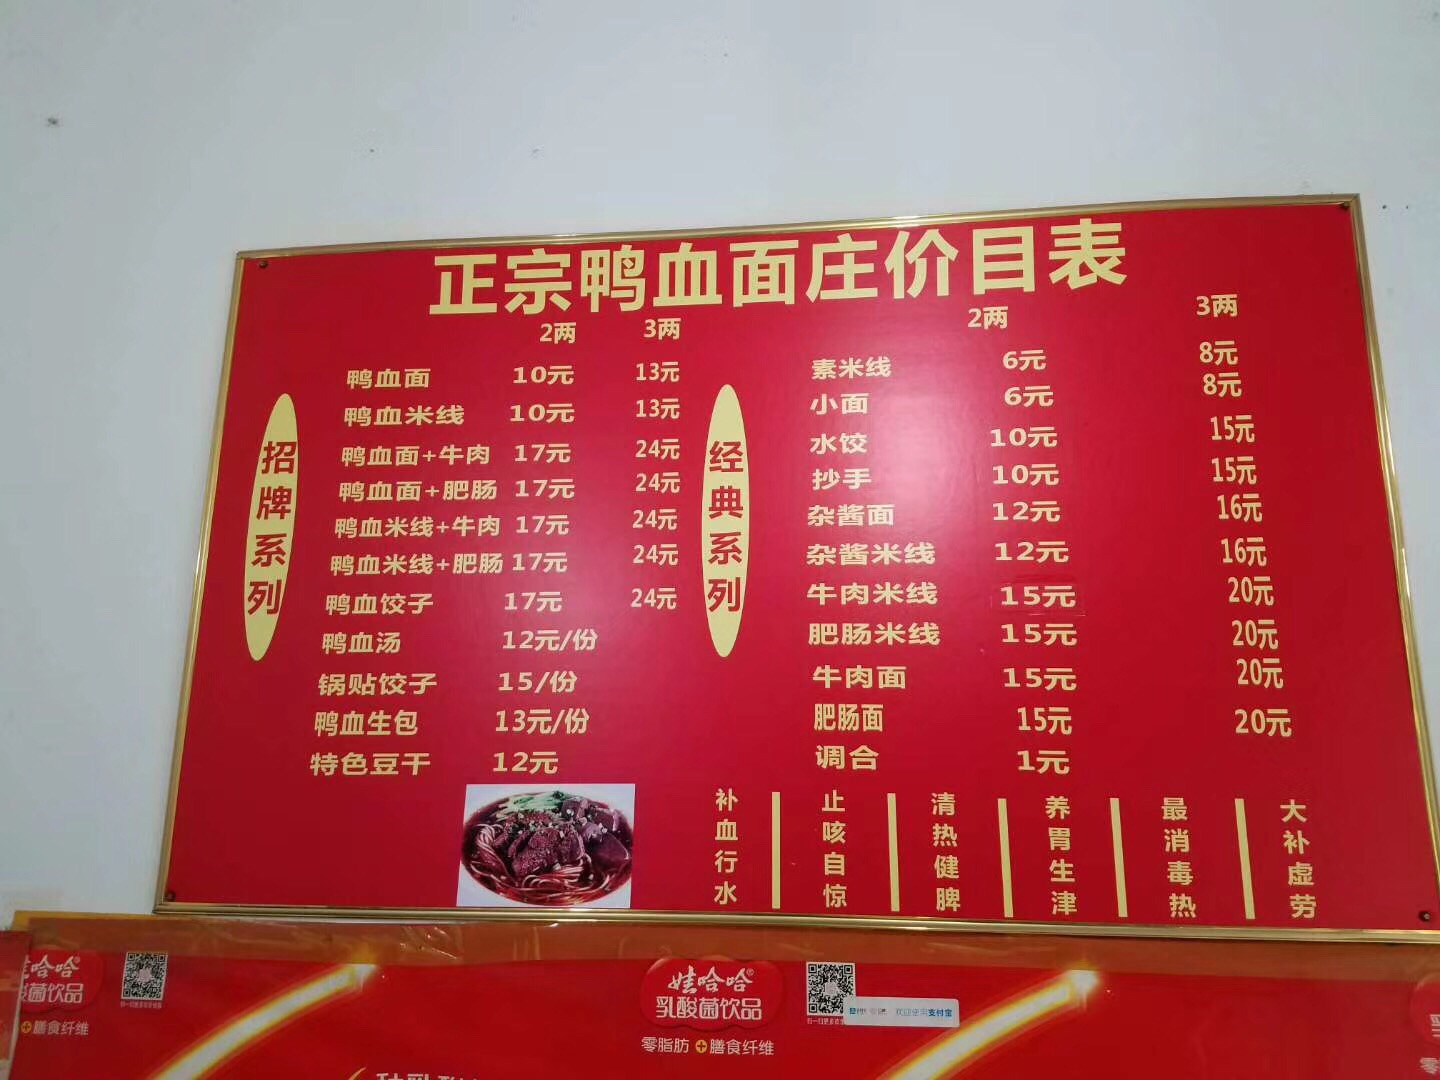 正宗鸭血面庄价目表
2两 3两
招牌系列
鸭血面 10元 13元
鸭血米线 10元 13元
鸭血面+牛肉 17元 24元
鸭血面+肥肠 17元 24元
鸭血米线+牛肉 17元 24元
鸭血米线+肥肠 17元 24元
鸭血饺子 17元 24元
鸭血汤 12元/份
锅贴饺子 15/份
鸭血生包 13元/份
特色豆干 12元
2两 3两
经典系列
素米线 6元 8元
小面 6元 8元
水饺 10元 15元
抄手 10元 15元
杂酱面 12元 16元
杂酱米线 12元 16元
牛肉米线 15元 20元
肥肠米线 15元 20元
牛肉面 15元 20元
肥肠面 15元 20元
调合 1元
补血行水
止咳自惊
清热健脾
养胃生津
最消毒热
大补虚劳
哈哈®
菌饮品
+膳食纤维
娃哈哈®
乳酸菌饮品
零脂肪+膳食纤维
欢迎使用支付宝